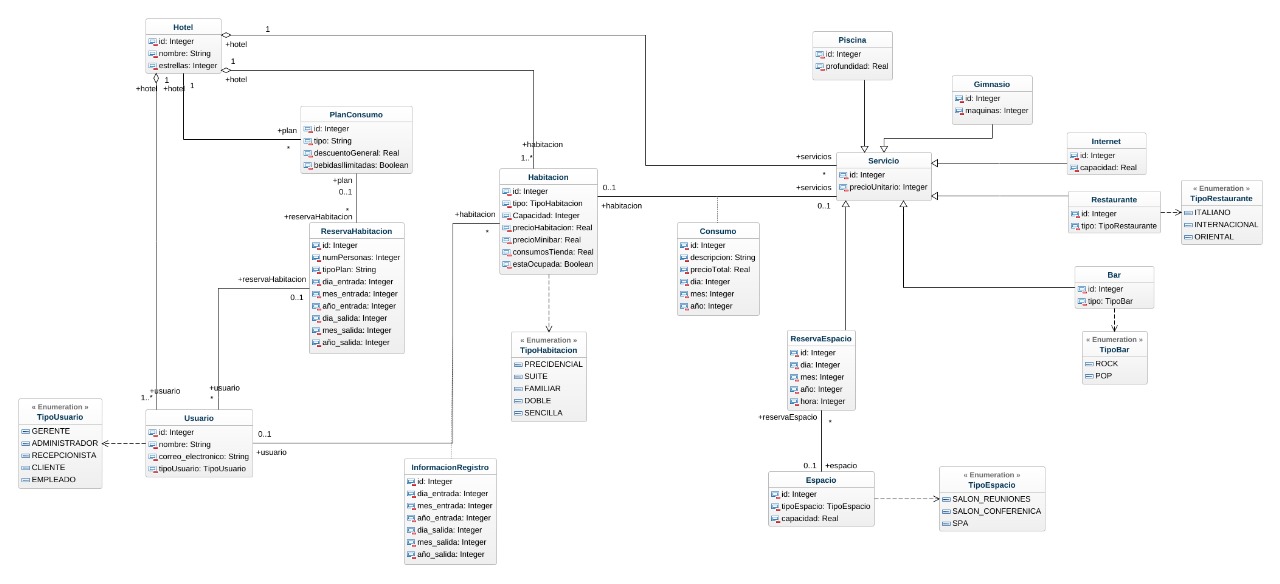 Hotel
id: Integer
nombre: String
estrellas: Integer
1
+hotel
1
+hotel
1
+hotel
+hotel
1
PlanConsumo
id: Integer
tipo: String
descuentoGeneral: Real
bebidasIlimitadas: Boolean
+plan
*
+plan
0..1
*
+reservaHabitacion
ReservaHabitacion
id: Integer
numPersonas: Integer
tipoPlan: String
dia_entrada: Integer
mes_entrada: Integer
año_entrada: Integer
dia_salida: Integer
mes_salida: Integer
año_salida: Integer
+reservaHabitacion
0..1
+habitacion
1..*
Habitacion
id: Integer
tipo: TipoHabitacion
Capacidad: Integer
precioHabitacion: Real
precioMinibar: Real
consumosTienda: Real
estaOcupada: Boolean
+habitacion
*
0..1
+habitacion
« Enumeration »
TipoHabitacion
PRECIDENCIAL
SUITE
FAMILIAR
DOBLE
SENCILLA
Piscina
id: Integer
profundidad: Real
Gimnasio
id: Integer
maquinas: Integer
Internet
id: Integer
capacidad: Real
Servicio
id: Integer
precioUnitario: Integer
+servicios
*
+servicios
0..1
Restaurante
id: Integer
tipo: TipoRestaurante
« Enumeration »
TipoRestaurante
ITALIANO
INTERNACIONAL
ORIENTAL
Consumo
id: Integer
descripcion: String
precioTotal: Real
dia: Integer
mes: Integer
año: Integer
Bar
id: Integer
tipo: TipoBar
« Enumeration »
TipoBar
ROCK
POP
ReservaEspacio
id: Integer
dia: Integer
mes: Integer
año: Integer
hora: Integer
+reservaEspacio
*
0..1
+espacio
Espacio
id: Integer
tipoEspacio: TipoEspacio
capacidad: Real
« Enumeration »
TipoEspacio
SALON_REUNIONES
SALON_CONFERENICA
SPA
« Enumeration »
TipoUsuario
GERENTE
ADMINISTRADOR
RECEPCIONISTA
CLIENTE
EMPLEADO
+usuario
1..*
+usuario
*
Usuario
id: Integer
nombre: String
correo_electronico: String
tipoUsuario: TipoUsuario
0..1
+usuario
InformacionRegistro
id: Integer
dia_entrada: Integer
mes_entrada: Integer
año_entrada: Integer
dia_salida: Integer
mes_salida: Integer
año_salida: Integer